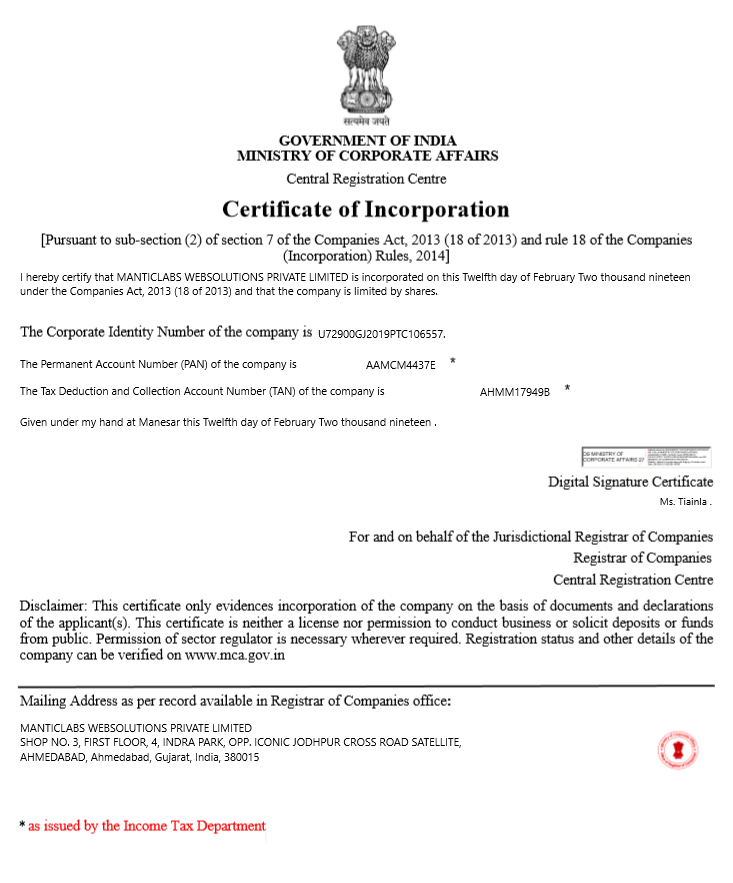 सत्यमेव जयते
GOVERNMENT OF INDIA
MINISTRY OF CORPORATE AFFAIRS
Central Registration Centre
Certificate of Incorporation
[Pursuant to sub-section (2) of section 7 of the Companies Act, 2013 (18 of 2013) and rule 18 of the Companies
(Incorporation) Rules, 2014]
I hereby certify that MANTICLABS WEBSOLUTIONS PRIVATE LIMITED is incorporated on this Twelfth day of February Two thousand nineteen
under the Companies Act, 2013 (18 of 2013) and that the company is limited by shares.
The Corporate Identity Number of the company is U72900GJ2019PTC106557.
The Permanent Account Number (PAN) of the company is AAMCM4437E *
The Tax Deduction and Collection Account Number (TAN) of the company is AHMM17949B *
Given under my hand at Manesar this Twelfth day of February Two thousand nineteen .
DS MINISTRY OF
CORPORATE AFFAIRS 27
Digital Signature Certificate
Ms. Tiainla .
For and on behalf of the Jurisdictional Registrar of Companies
Registrar of Companies
Central Registration Centre
Disclaimer: This certificate only evidences incorporation of the company on the basis of documents and declarations
of the applicant(s). This certificate is neither a license nor permission to conduct business or solicit deposits or funds
from public. Permission of sector regulator is necessary wherever required. Registration status and other details of the
company can be verified on www.mca.gov.in
Mailing Address as per record available in Registrar of Companies office:
MANTICLABS WEBSOLUTIONS PRIVATE LIMITED
SHOP NO. 3, FIRST FLOOR, 4, INDRA PARK, OPP. ICONIC JODHPUR CROSS ROAD SATELLITE,
AHMEDABAD, Ahmedabad, Gujarat, India, 380015
* as issued by the Income Tax Department